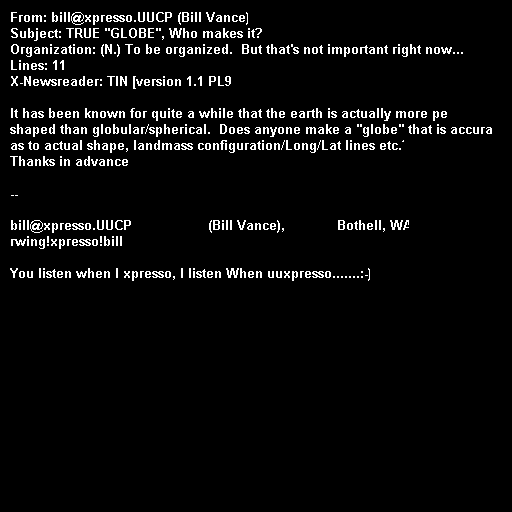 From: bill@xpresso.UUCP (Bill Vance)
Subject: TRUE "GLOBE", Who makes it?
Organization: (N.) To be organized.  But that's not important right now...
Lines: 11
X-Newsreader: TIN [version 1.1 PL9
It has been known for quite a while that the earth is actually more pe
shaped than globular/spherical.  Does anyone make a "globe" that is accura
as to actual shape, landmass configuration/Long/Lat lines etc.
Thanks in advance
--
bill@xpresso.UUCP (Bill Vance), Bothell, WA
rwing!xpresso!bill
You listen when I xpresso, I listen When uuxpresso.......:-)